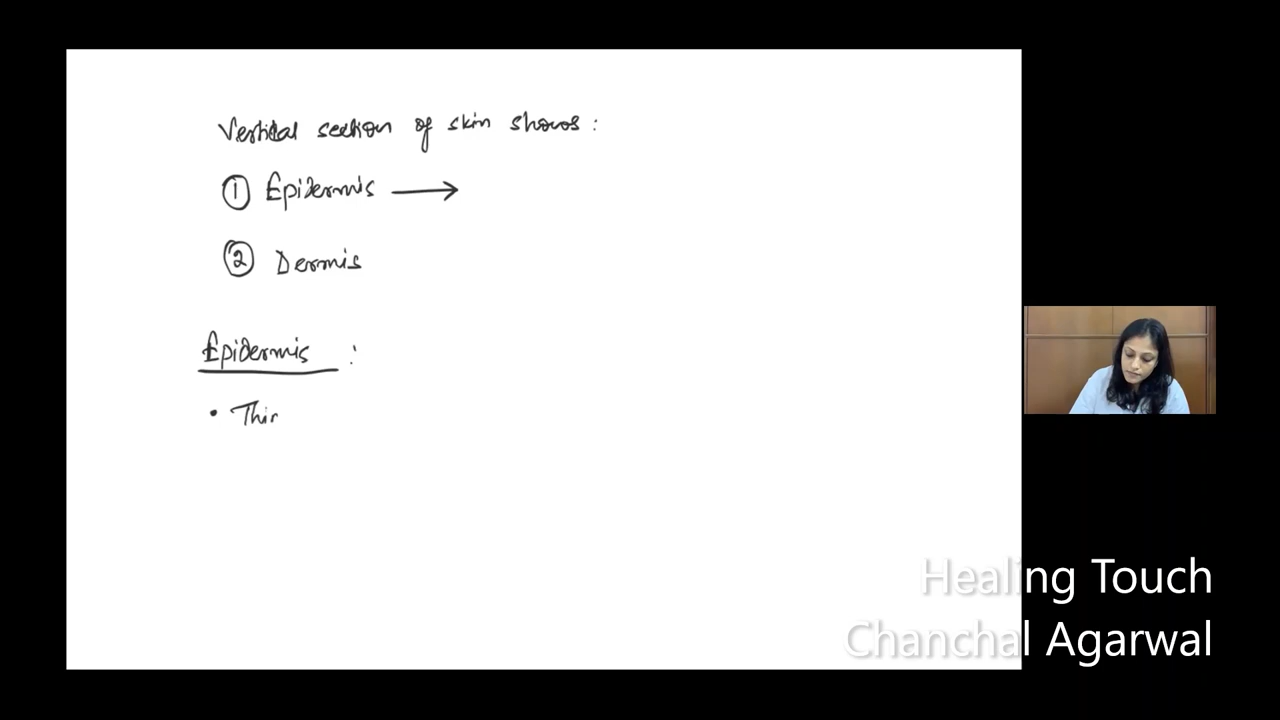 Vertical section of skin shows :
① Epidermis →
② Dermis
Epidermis :
• Thin
Healing Touch
Chanchal Agarwal